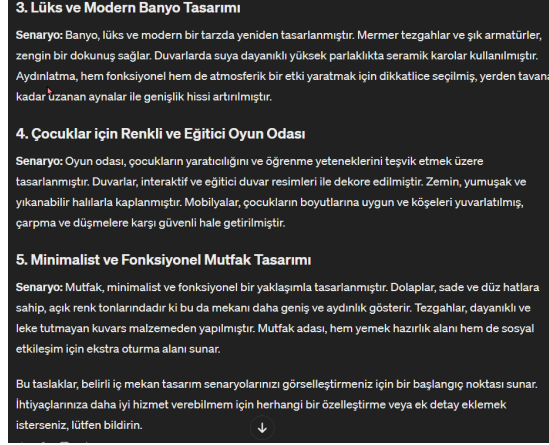 3. Lüks ve Modern Banyo Tasarımı
Senaryo: Banyo, lüks ve modern bir tarzda yeniden tasarlanmıştır. Mermer tezgahlar ve şık armatürler,
zengin bir dokunuş sağlar. Duvarlarda suya dayanıklı yüksek parlaklıkta seramik karolar kullanılmıştır.
Aydınlatma, hem fonksiyonel hem de atmosferik bir etki yaratmak için dikkatlice seçilmiş, yerden tavana
kadar uzanan aynalar ile genişlik hissi artırılmıştır.
4. Çocuklar için Renkli ve Eğitici Oyun Odası
Senaryo: Oyun odası, çocukların yaratıcılığını ve öğrenme yeteneklerini teşvik etmek üzere
tasarlanmıştır. Duvarlar, interaktif ve eğitici duvar resimleri ile dekore edilmiştir. Zemin, yumuşak ve
yıkanabilir halılarla kaplanmıştır. Mobilyalar, çocukların boyutlarına uygun ve köşeleri yuvarlatılmış,
çarpma ve düşmelere karşı güvenli hale getirilmiştir.
5. Minimalist ve Fonksiyonel Mutfak Tasarımı
Senaryo: Mutfak, minimalist ve fonksiyonel bir yaklaşımla tasarlanmıştır. Dolaplar, sade ve düz hatlara
sahip, açık renk tonlarındadır ki bu da mekanı daha geniş ve aydınlık gösterir. Tezgahlar, dayanıklı ve
leke tutmayan kuvars malzemeden yapılmıştır. Mutfak adası, hem yemek hazırlık alanı hem de sosyal
etkileşim için ekstra oturma alanı sunar.
Bu taslaklar, belirli iç mekan tasarım senaryolarınızı görselleştirmeniz için bir başlangıç noktası sunar.
İhtiyaçlarınıza daha iyi hizmet verebilmem için herhangi bir özelleştirme veya ek detay eklemek
isterseniz, lütfen bildirin.